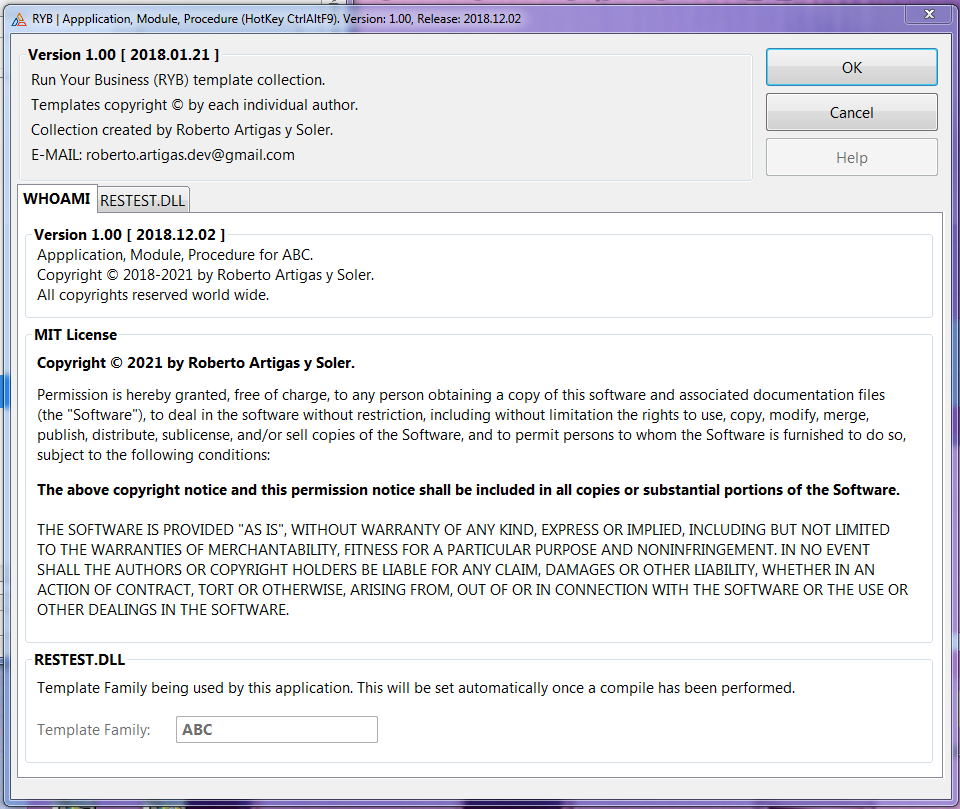 RYB | Appplication, Module, Procedure (HotKey CtrlAltF9). Version: 1.00, Release: 2018.12.02
Version 1.00 [ 2018.01.21 ]
Run Your Business (RYB) template collection.
Templates copyright © by each individual author.
Collection created by Roberto Artigas y Soler.
E-MAIL: roberto.artigas.dev@gmail.com
OK
Cancel
Help
WHOAMI
RESTEST.DLL
Version 1.00 [ 2018.12.02 ]
Appplication, Module, Procedure for ABC.
Copyright © 2018-2021 by Roberto Artigas y Soler.
All copyrights reserved world wide.
MIT License
Copyright © 2021 by Roberto Artigas y Soler.
Permission is hereby granted, free of charge, to any person obtaining a copy of this software and associated documentation files
(the "Software"), to deal in the software without restriction, including without limitation the rights to use, copy, modify, merge,
publish, distribute, sublicense, and/or sell copies of the Software, and to permit persons to whom the Software is furnished to do so,
subject to the following conditions:
The above copyright notice and this permission notice shall be included in all copies or substantial portions of the Software.
THE SOFTWARE IS PROVIDED "AS IS", WITHOUT WARRANTY OF ANY KIND, EXPRESS OR IMPLIED, INCLUDING BUT NOT LIMITED
TO THE WARRANTIES OF MERCHANTABILITY, FITNESS FOR A PARTICULAR PURPOSE AND NONINFRINGEMENT. IN NO EVENT
SHALL THE AUTHORS OR COPYRIGHT HOLDERS BE LIABLE FOR ANY CLAIM, DAMAGES OR OTHER LIABILITY, WHETHER IN AN
ACTION OF CONTRACT, TORT OR OTHERWISE, ARISING FROM, OUT OF OR IN CONNECTION WITH THE SOFTWARE OR THE USE OR
OTHER DEALINGS IN THE SOFTWARE.
RESTEST.DLL
Template Family being used by this application. This will be set automatically once a compile has been performed.
Template Family:
ABC